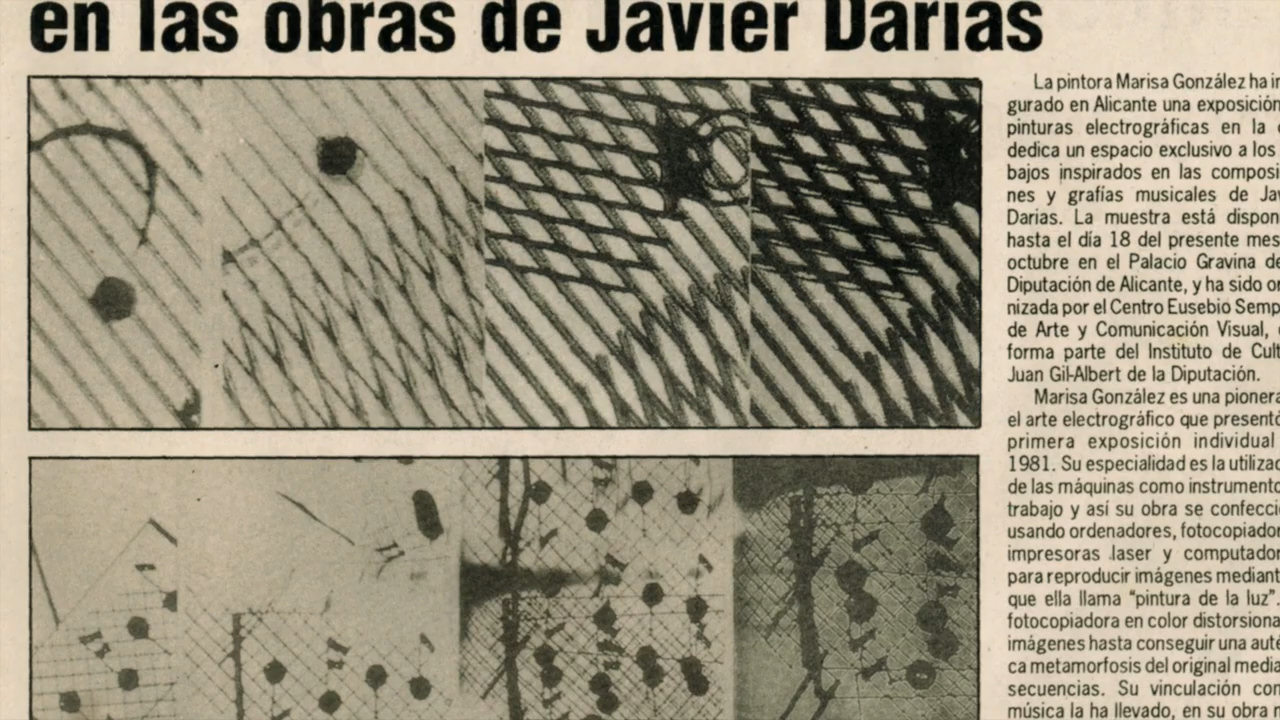 en las obras de Javier Darias
La pintora Marisa González ha in
gurado en Alicante una exposición
pinturas electrográficas en la
dedica un espacio exclusivo a los
bajos inspirados en las composi
nes y grafías musicales de Ja
Darias. La muestra está dispon
hasta el día 18 del presente mes
octubre en el Palacio Gravina de
Diputación de Alicante, y ha sido or
nizada por el Centro Eusebio Semp
de Arte y Comunicación Visual,
forma parte del Instituto de Cult
Juan Gil-Albert de la Diputación.
Marisa González es una pionera
el arte electrográfico que presentó
primera exposición individual
1981. Su especialidad es la utilizac
de las máquinas como instrumento
trabajo y así su obra se confecci
usando ordenadores, fotocopiador
impresoras laser y computador
para reproducir imágenes mediant
que ella llama “pintura de la luz”.
fotocopiadora en color distorsiona
imágenes hasta conseguir una auté
ca metamorfosis del original media
secuencias. Su vinculación con
música la ha llevado, en su obra